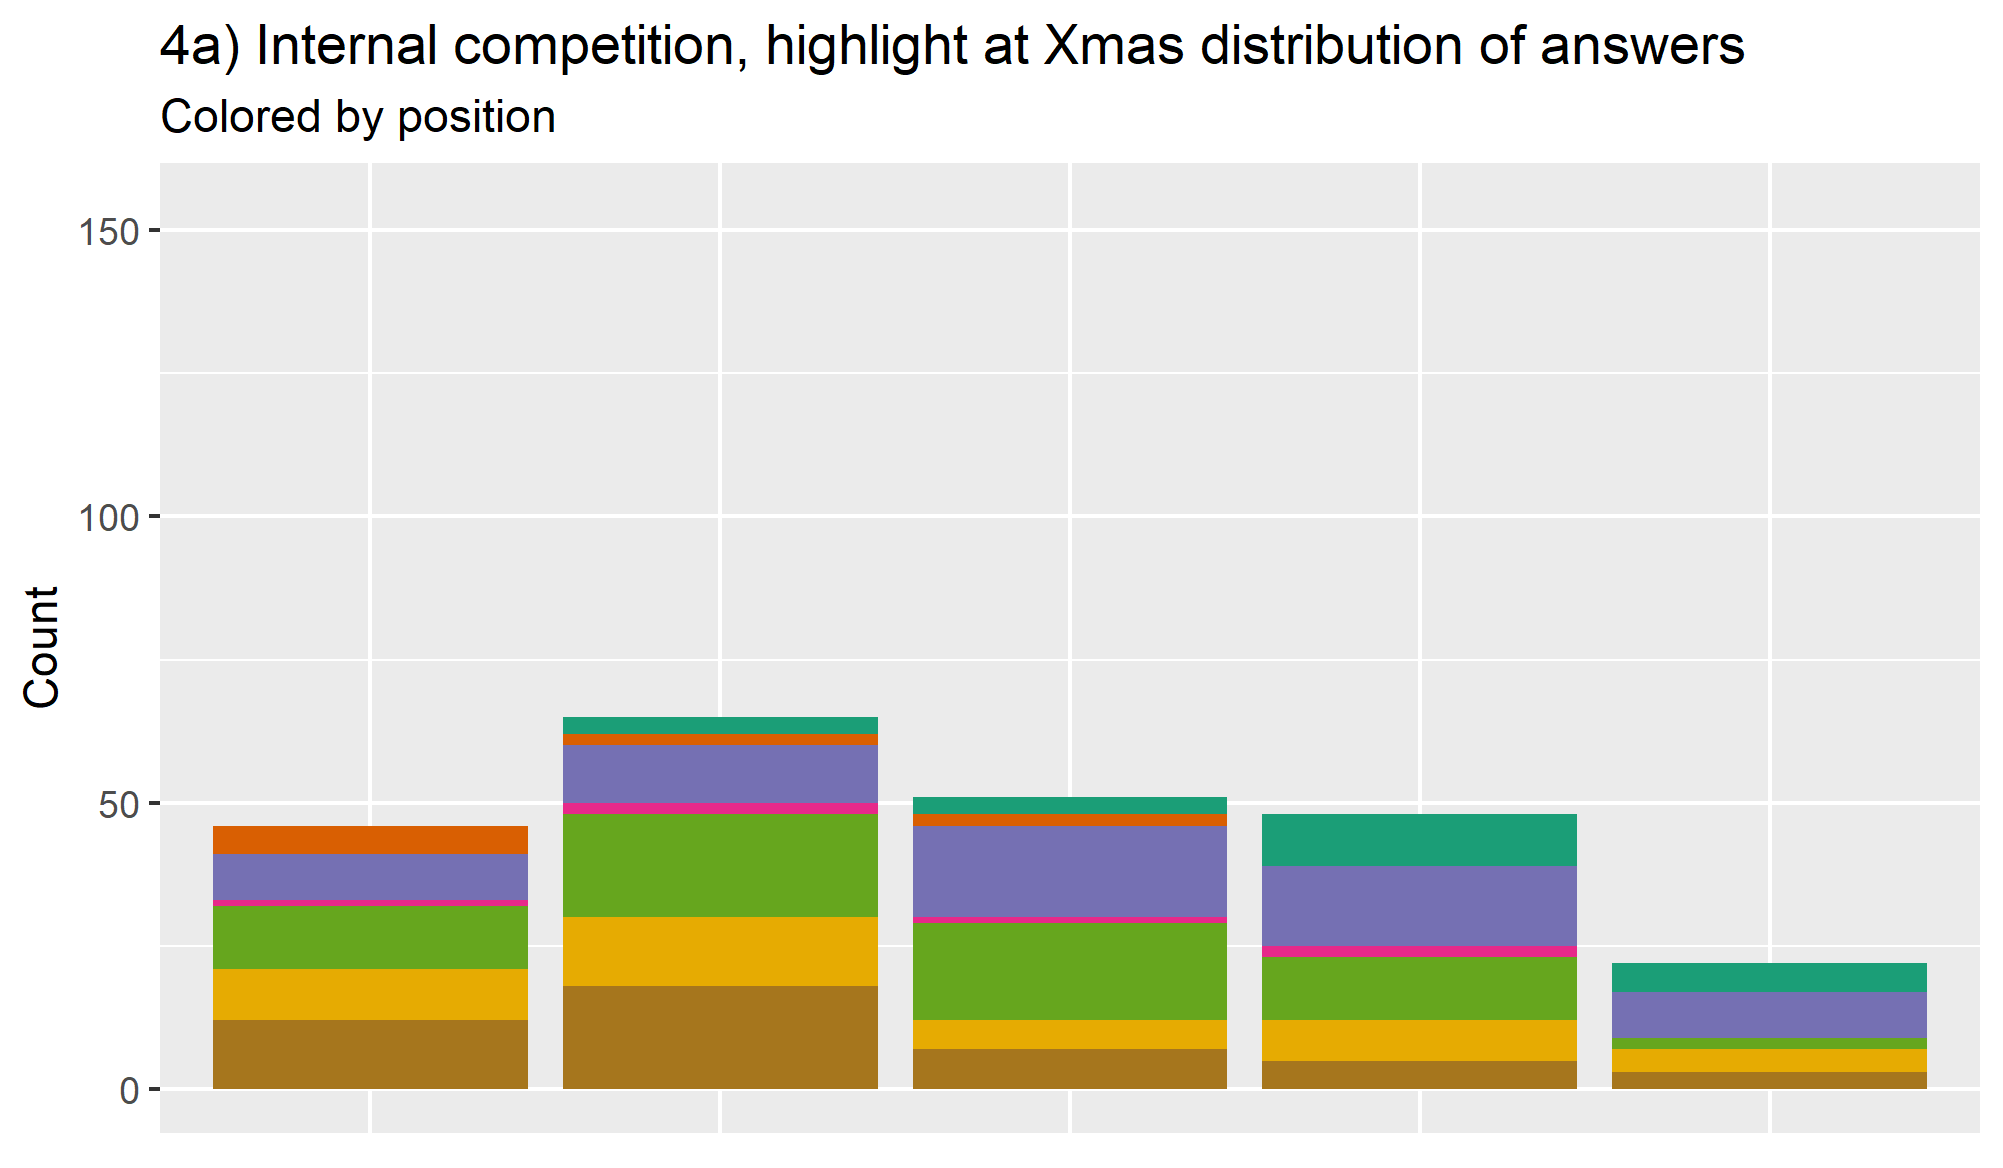 4a) Internal competition, highlight at Xmas distribution of answers
Colored by position
150
100
50
0
Count